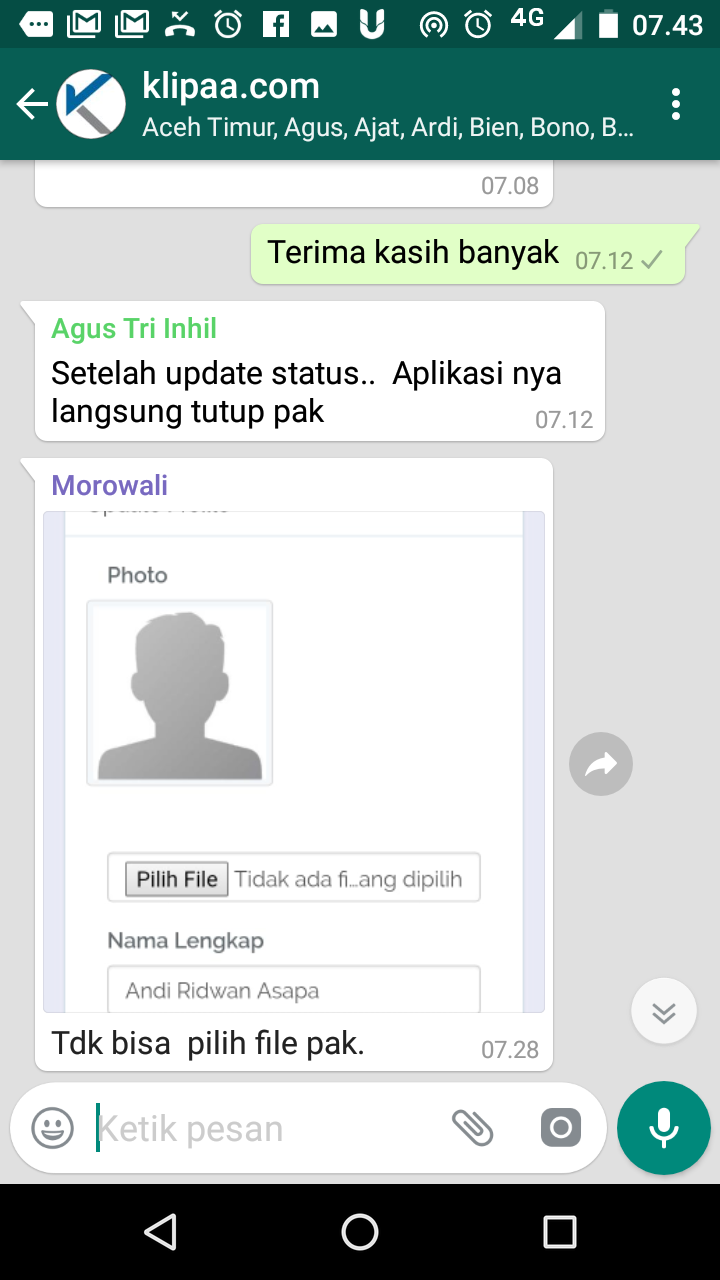 4G 07.43
klipaa.com
Aceh Timur, Agus, Ajat, Ardi, Bien, Bono, B...
07.08
Terima kasih banyak 07.12
Agus Tri Inhil
Setelah update status.. Aplikasi nya
langsung tutup pak 07.12
Morowali
Photo
Pilih File Tidak ada fi...ang dipilih
Nama Lengkap
Andi Ridwan Asapa
Tdk bisa pilih file pak. 07.28
Ketik pesan